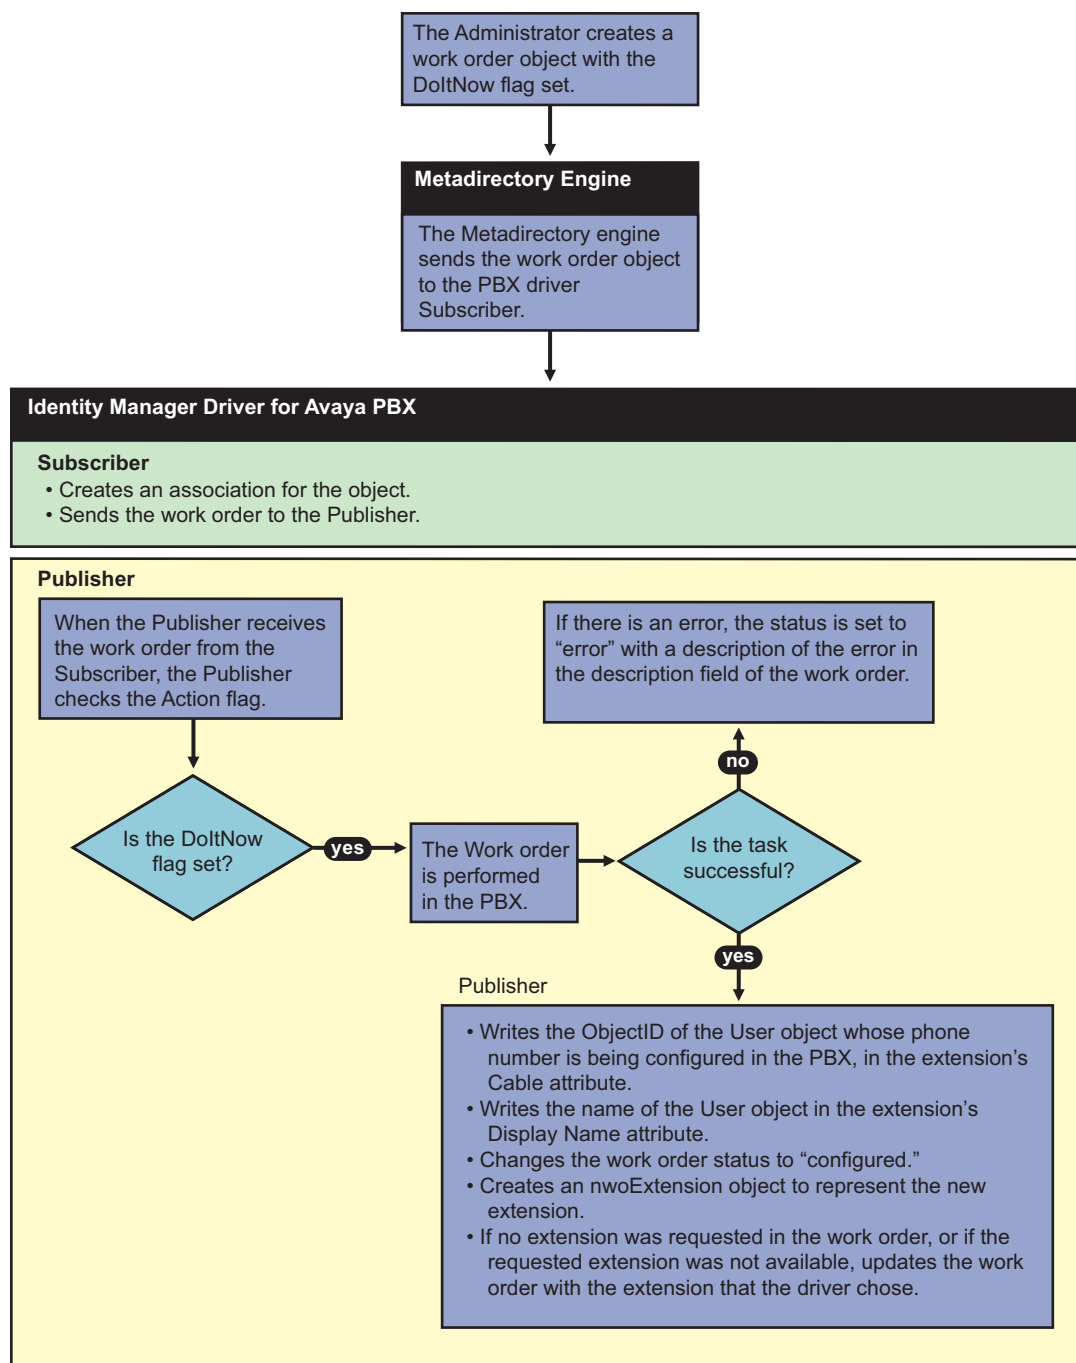 The Administrator creates a
work order object with the
DoItNow flag set.
Metadirectory Engine
The Metadirectory engine
sends the work order object
to the PBX driver
Subscriber.
Identity Manager Driver for Avaya PBX
Subscriber
• Creates an association for the object.
• Sends the work order to the Publisher.
Publisher
When the Publisher receives
the work order from the
Subscriber, the Publisher
checks the Action flag.
If there is an error, the status is set to
“error” with a description of the error in
the description field of the work order.
no
Is the DoItNow
flag set?
yes
The Work order
is performed
in the PBX.
Is the task
successful?
yes
Publisher
• Writes the ObjectID of the User object whose phone
number is being configured in the PBX, in the extension’s
Cable attribute.
• Writes the name of the User object in the extension’s
Display Name attribute.
• Changes the work order status to “configured.”
• Creates an nwoExtension object to represent the new
extension.
• If no extension was requested in the work order, or if the
requested extension was not available, updates the work
order with the extension that the driver chose.